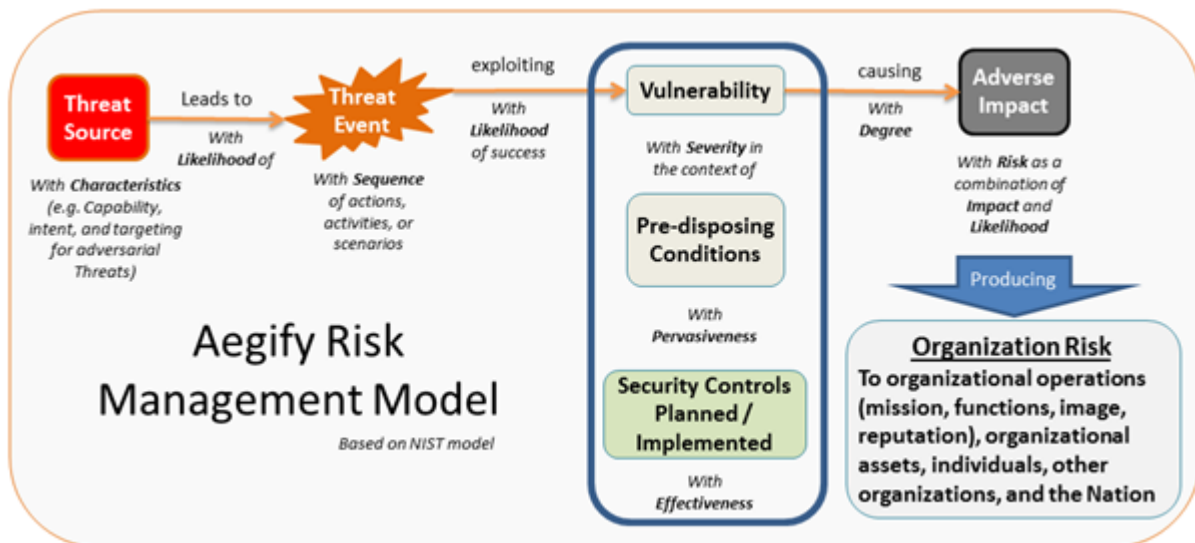 Threat
Source
Leads to
With
Likelihood of
With Characteristics
(e.g. Capability,
intent, and targeting
for adversarial
Threats)
Threat
Event
With Sequence
of actions,
activities, or
scenarios
exploiting
With
Likelihood
of success
Vulnerability
With Severity in
the context of
Pre-disposing
Conditions
With
Pervasiveness
Security Controls
Planned /
Implemented
With
Effectiveness
causing
With
Degree
Adverse
Impact
With Risk as a
combination of
Impact and
Likelihood
Producing
Organization Risk
To organizational operations
(mission, functions, image,
reputation), organizational
assets, individuals, other
organizations, and the Nation
Aegify Risk
Management Model
Based on NIST model